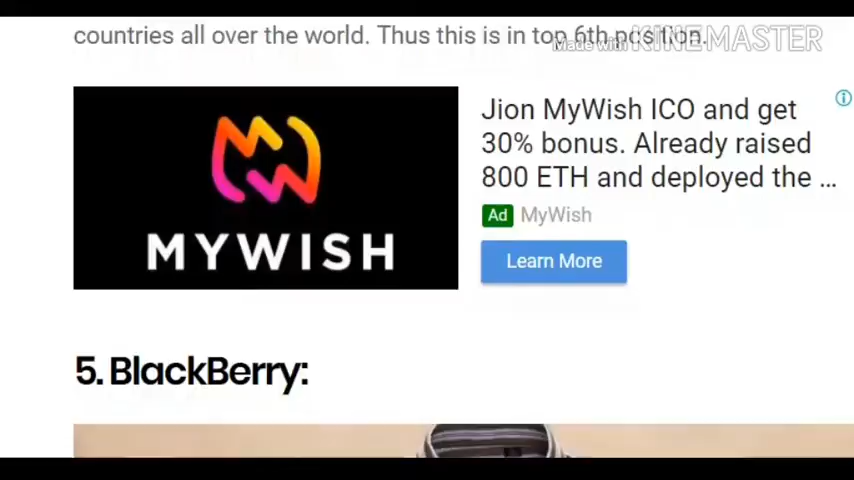 countries all over the world. Thus this is in top 6th position.
Made with KINEMASTER
Jion MyWish ICO and get
30% bonus. Already raised
800 ETH and deployed the ...
Ad MyWish
Learn More
MYWISH
5. BlackBerry: